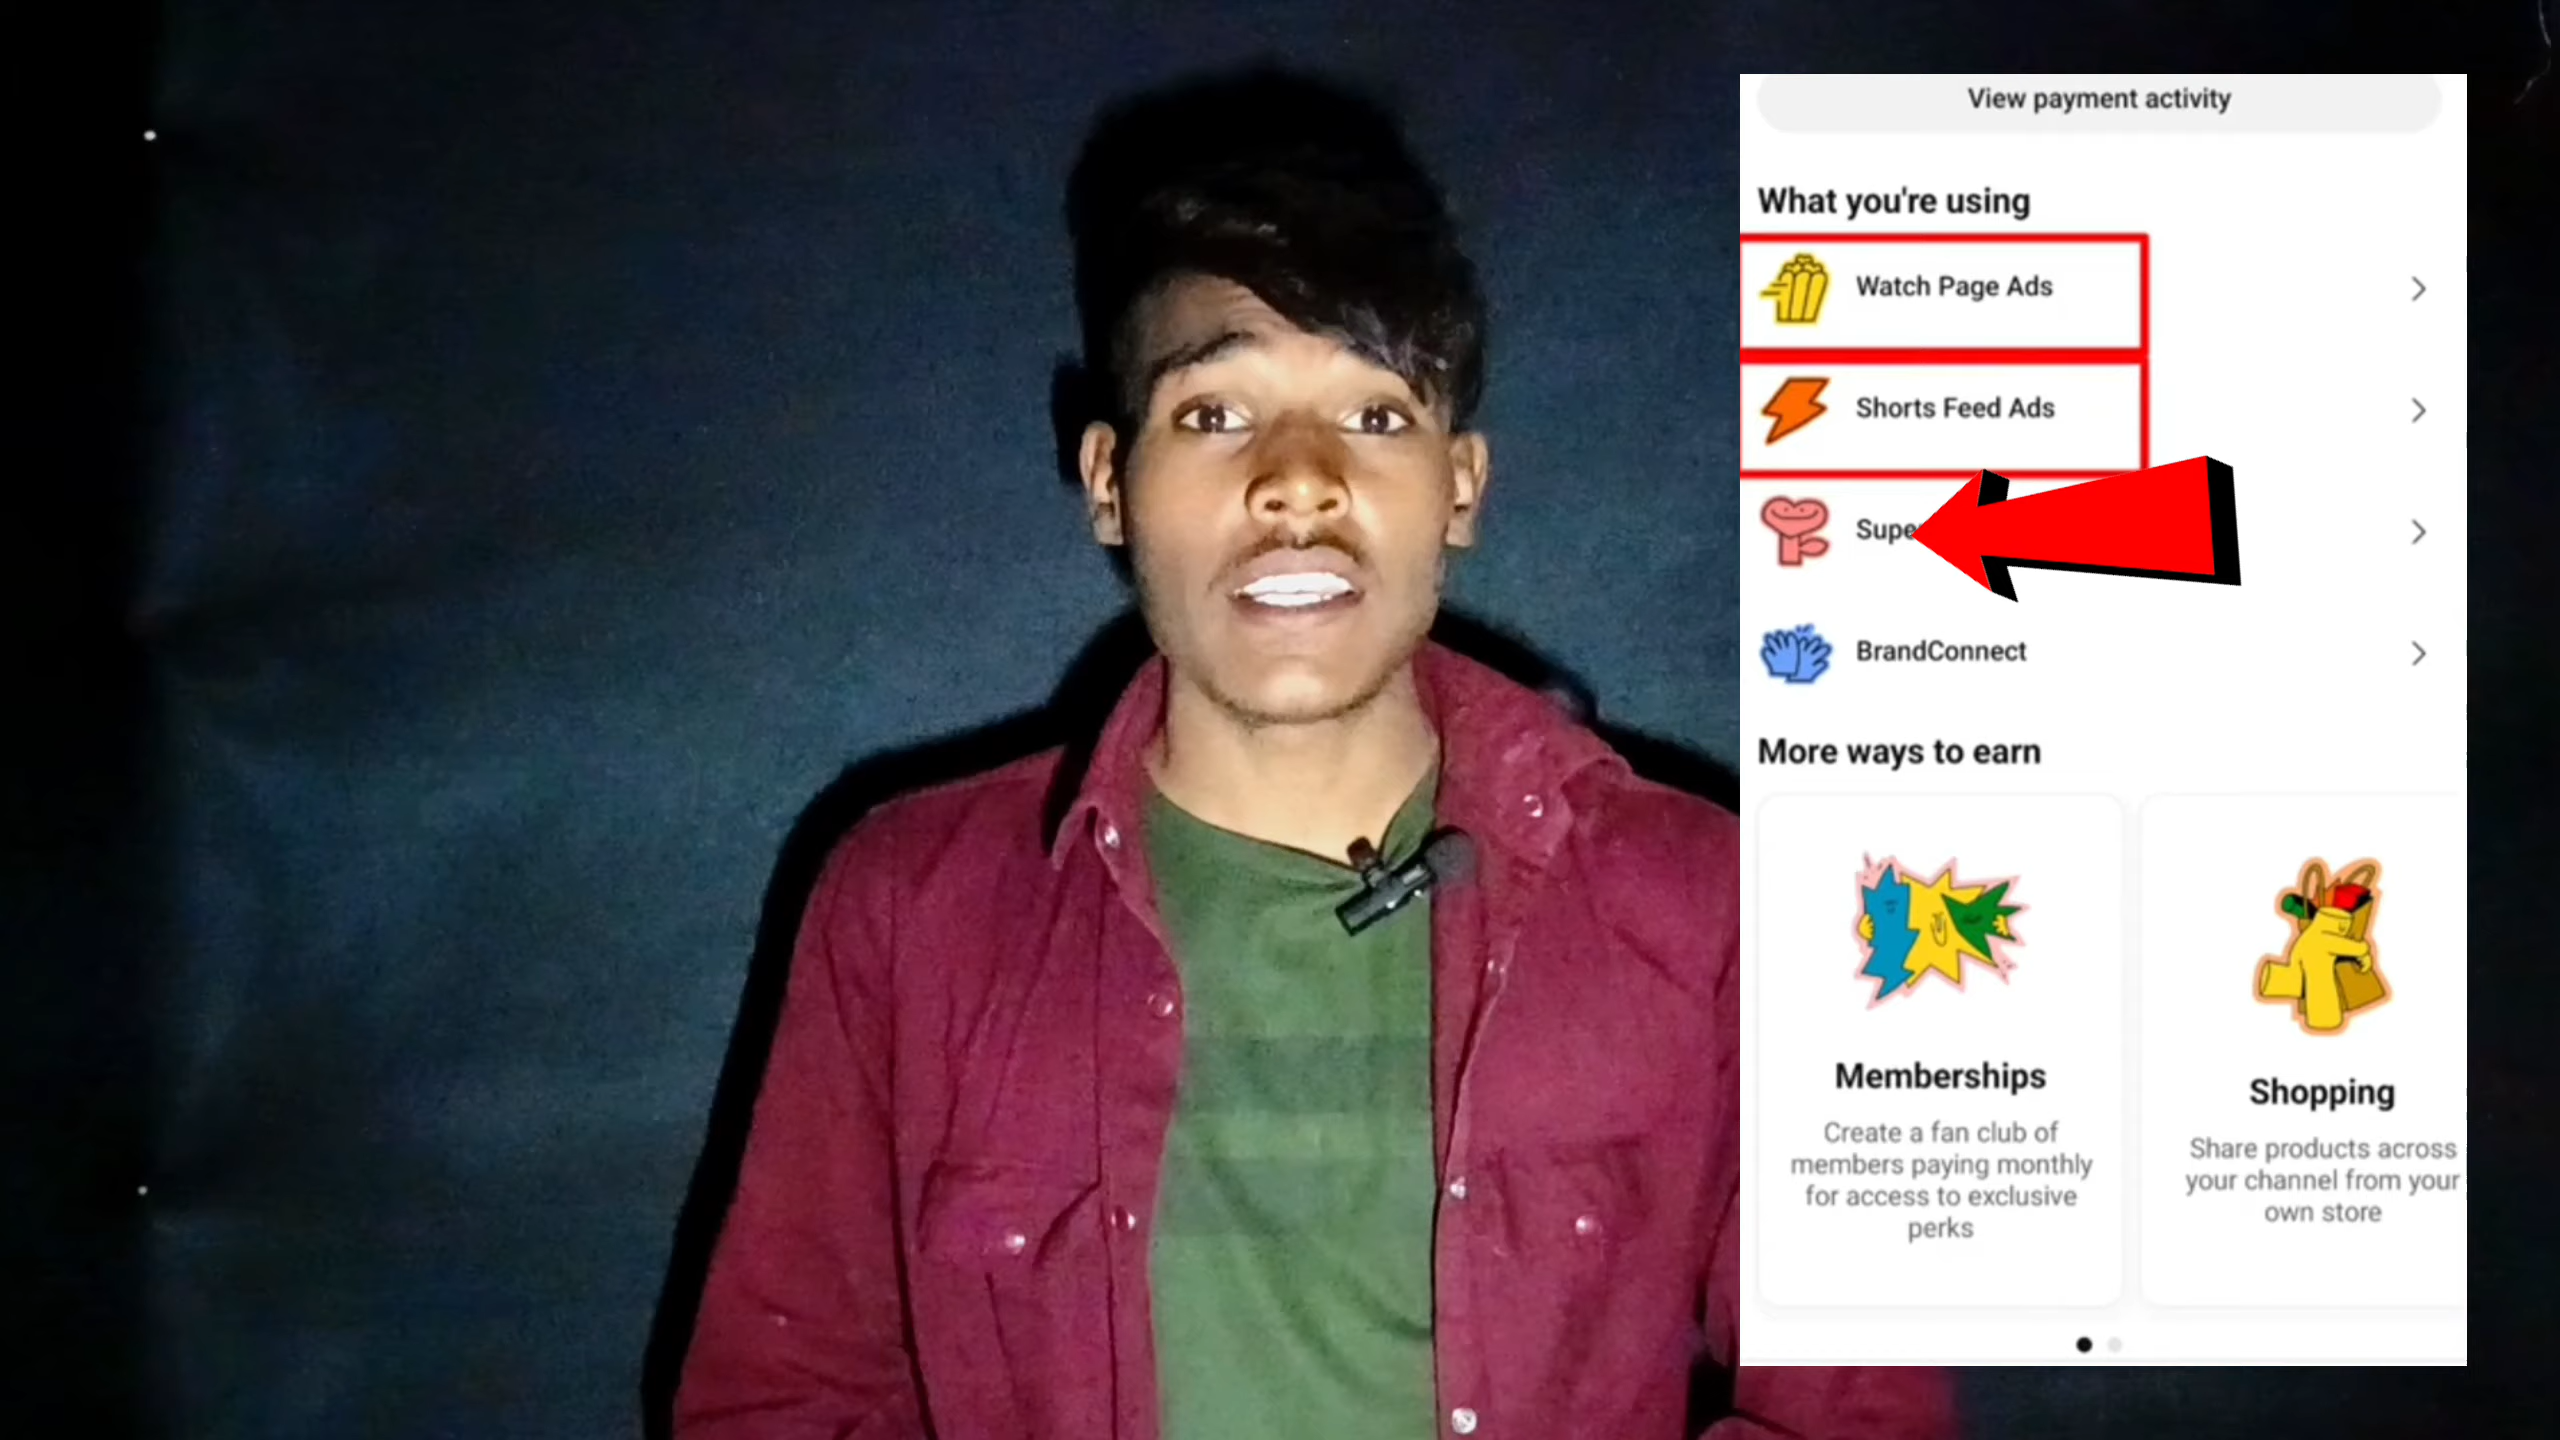 View payment activity
What you're using
Watch Page Ads
Shorts Feed Ads
BrandConnect
More ways to earn
Memberships
Create a fan club of
members paying monthly
for access to exclusive
perks
Shopping
Share products across
your channel from your
own store